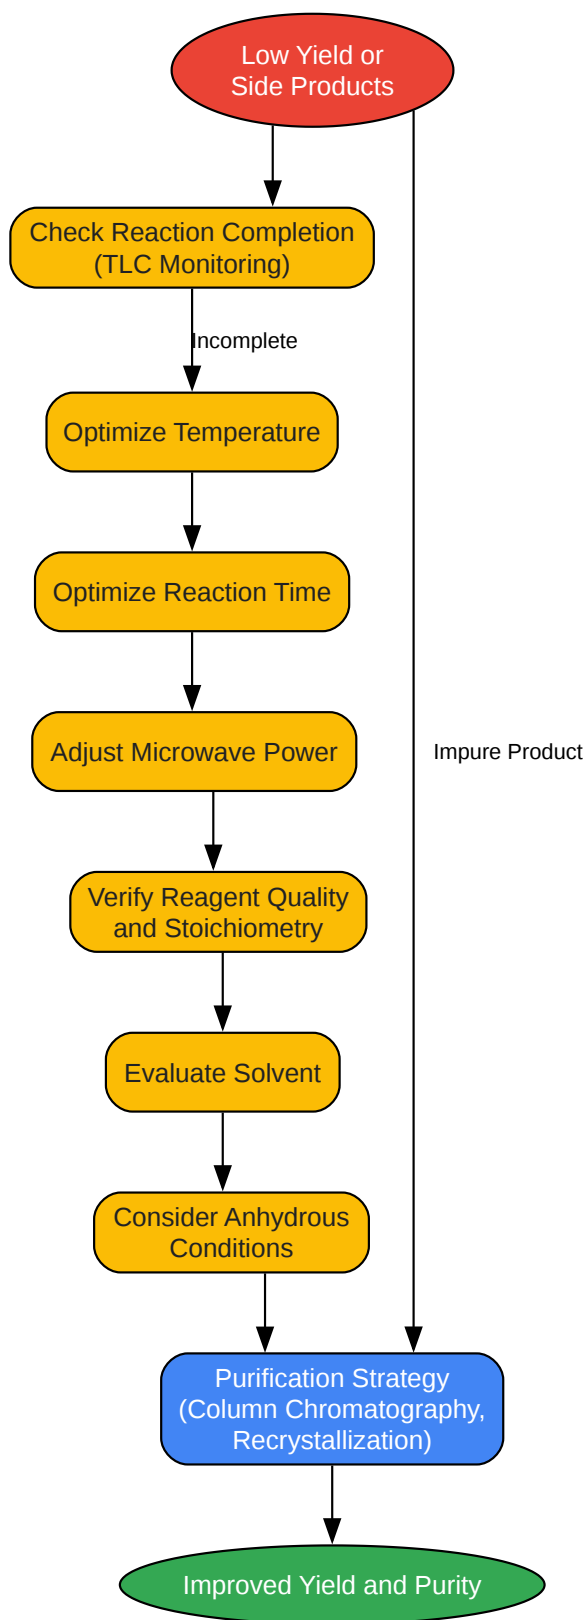 Low Yield or
Side Products
Check Reaction Completion
(TLC Monitoring)
Incomplete
Optimize Temperature
Optimize Reaction Time
Adjust Microwave Power
Impure Product
Verify Reagent Quality
and Stoichiometry
Evaluate Solvent
Consider Anhydrous
Conditions
Purification Strategy
(Column Chromatography,
Recrystallization)
Improved Yield and Purity